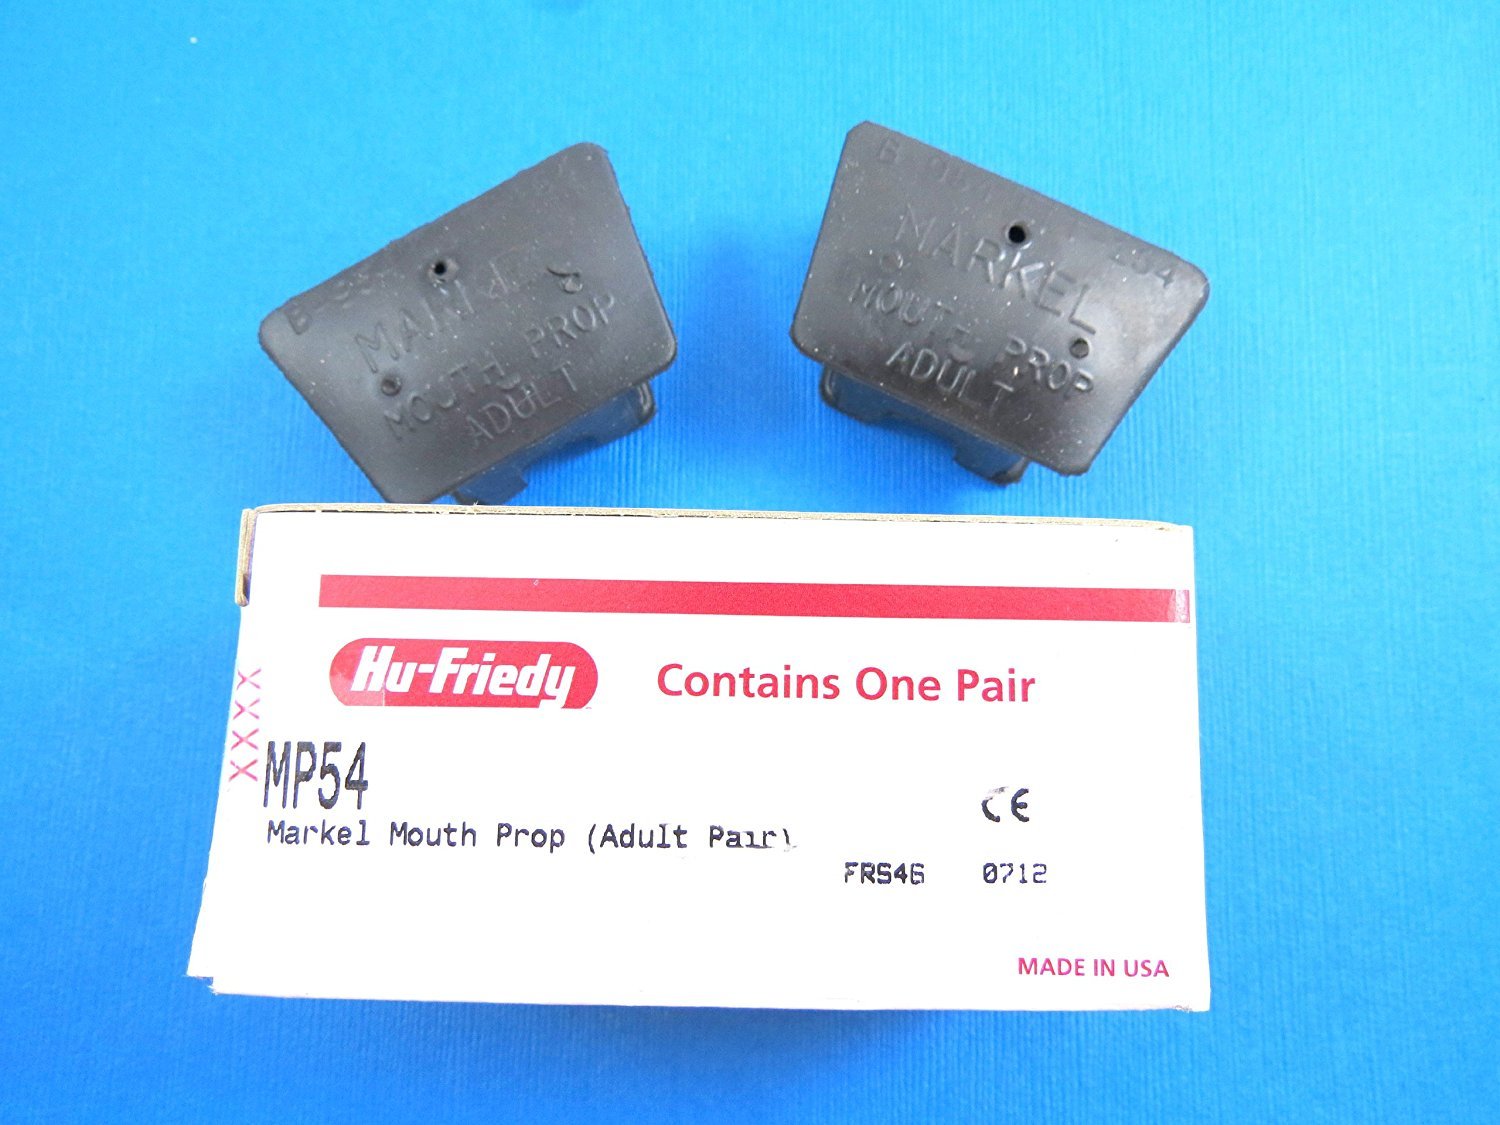 MOUTH PROP
ADULT
MARKEL
MOUTH PROP
ADULT
Hu-Friedy
Contains One Pair
XXXX
MP54
Markel Mouth Prop (Adult Pair)
CE
FRS46 0712
MADE IN USA